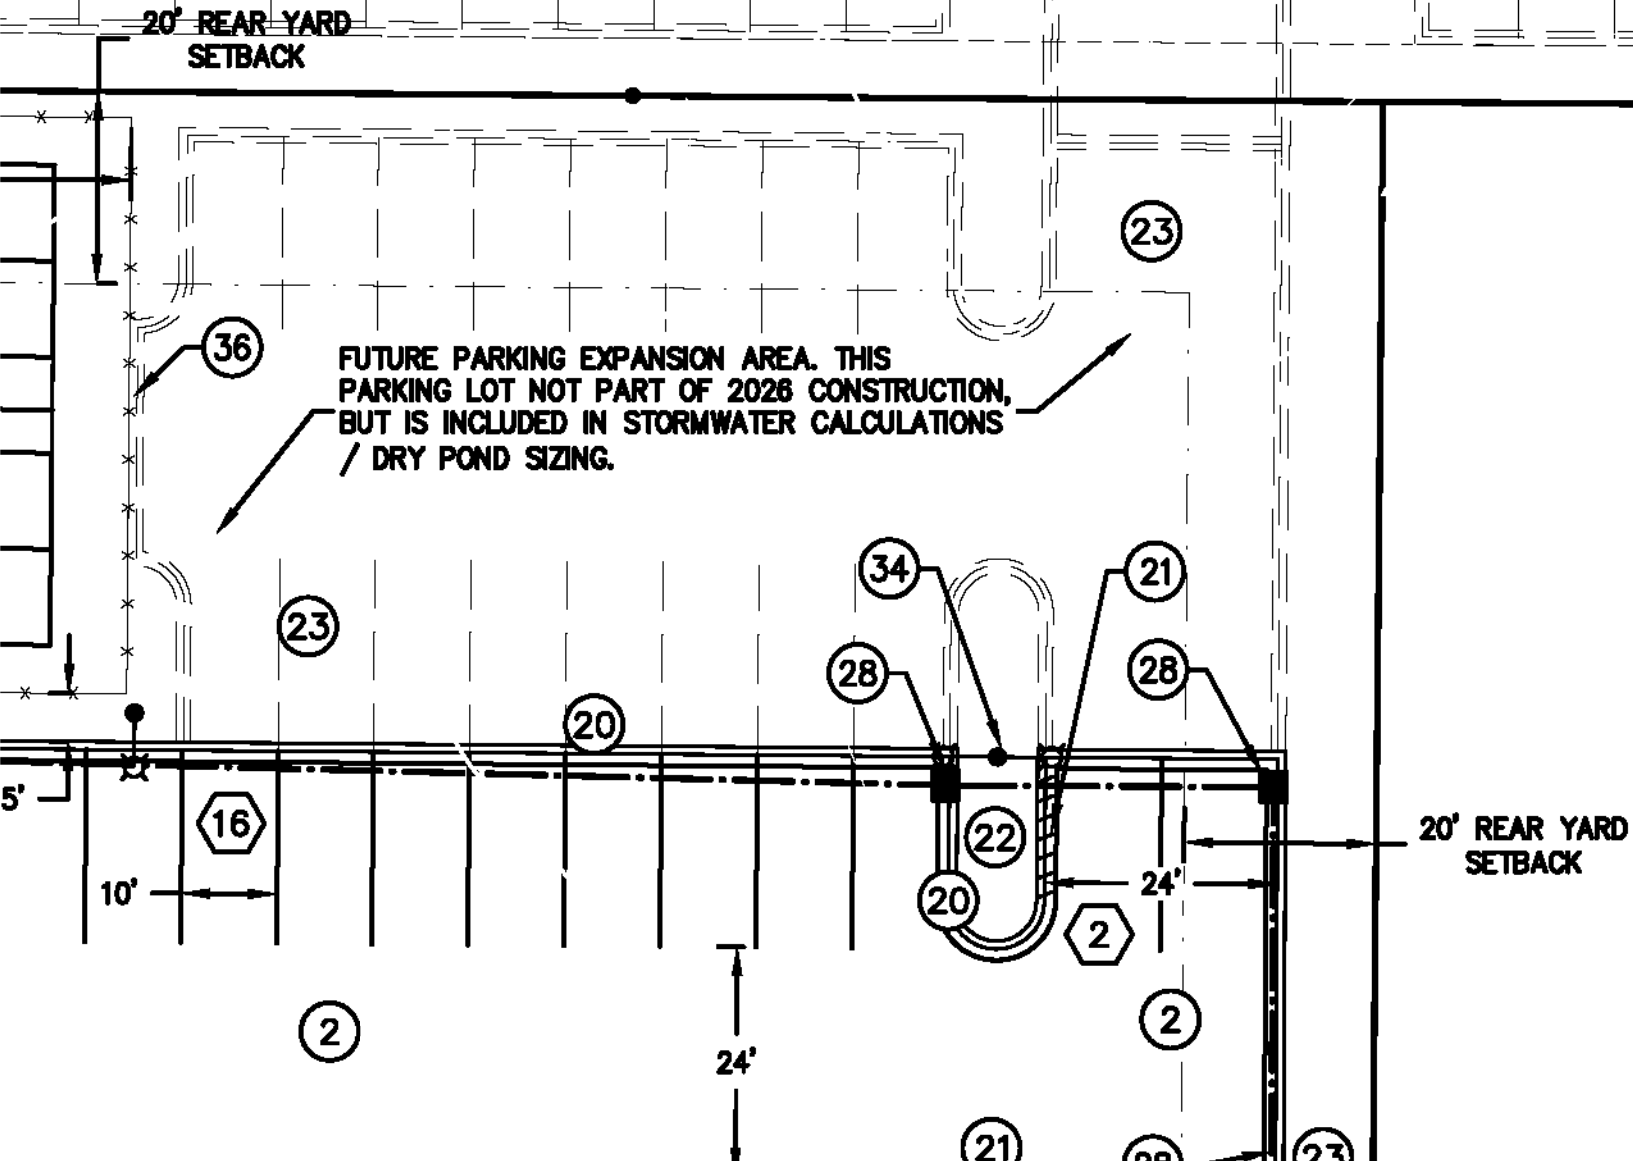 20' REAR YARD
SETBACK
23
36
FUTURE PARKING EXPANSION AREA. THIS
PARKING LOT NOT PART OF 2026 CONSTRUCTION,
BUT IS INCLUDED IN STORMWATER CALCULATIONS
/ DRY POND SIZING.
34
21
23
28
28
20
5'
16
22
20' REAR YARD
SETBACK
10'
24'
20
2
2
2
24'
21
23